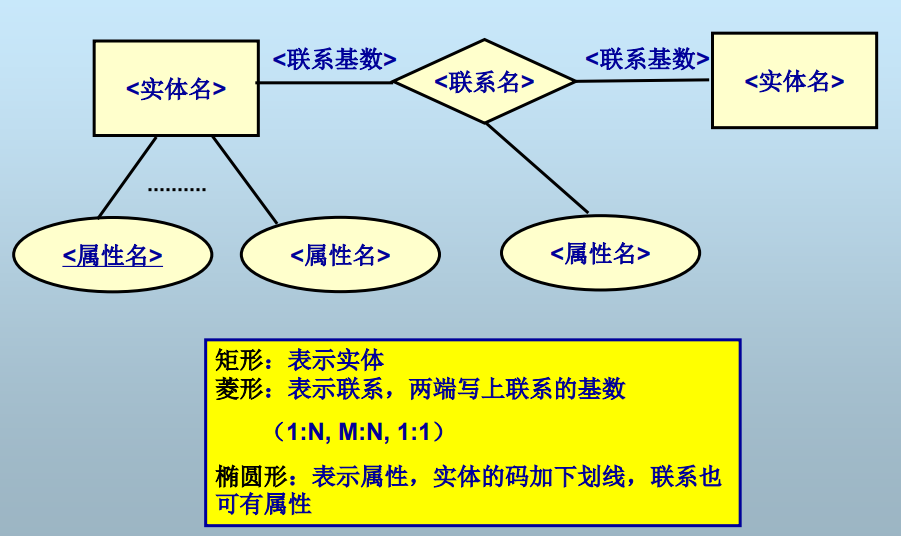 <联系基数>
<联系基数>
<实体名>
<联系名>
<实体名>
..........
<属性名>
<属性名>
<属性名>
矩形：表示实体
菱形：表示联系，两端写上联系的基数
（1:N, M:N, 1:1）
椭圆形：表示属性，实体的码加下划线，联系也
可有属性